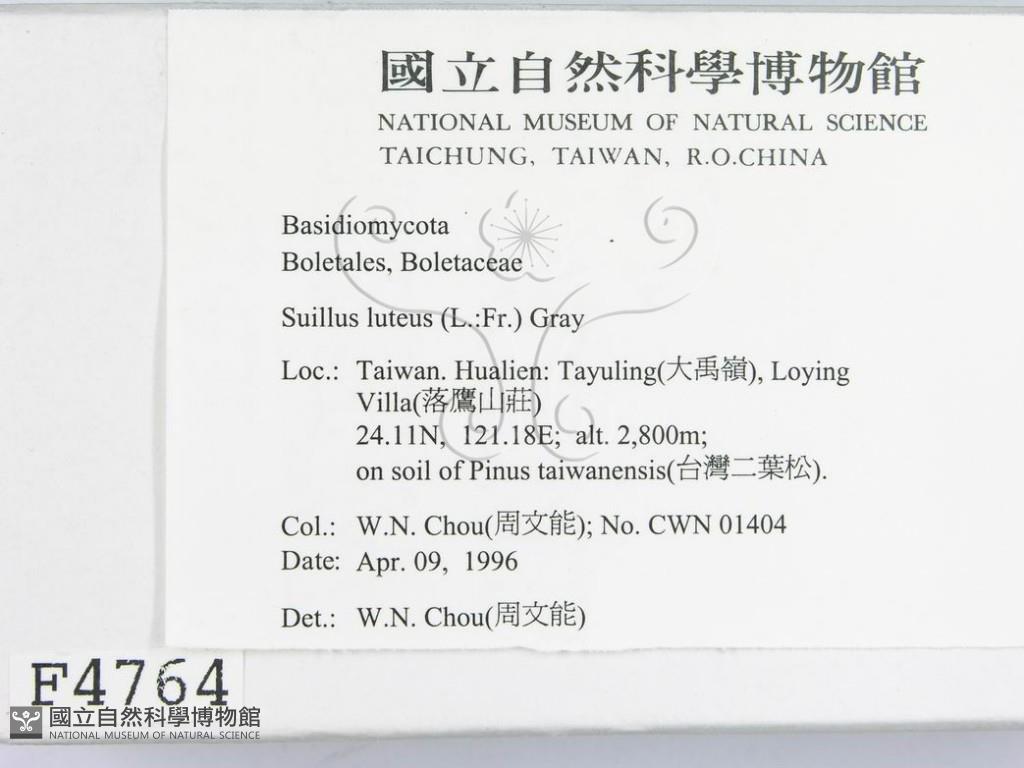 國立自然科學博物館
NATIONAL MUSEUM OF NATURAL SCIENCE
TAICHUNG, TAIWAN, R.O.CHINA
Basidiomycota
Boletales, Boletaceae
Suillus luteus (L.:Fr.) Gray
Loc.: Taiwan. Hualien: Tayuling(大禹嶺), Loying
Villa(落鷹山莊)
24.11N, 121.18E; alt. 2,800m;
on soil of Pinus taiwanensis(台灣二葉松).
Col.: W.N. Chou(周文能); No. CWN 01404
Date: Apr. 09, 1996
Det.: W.N. Chou(周文能)
F4764
國立自然科學博物館
NATIONAL MUSEUM OF NATURAL SCIENCE